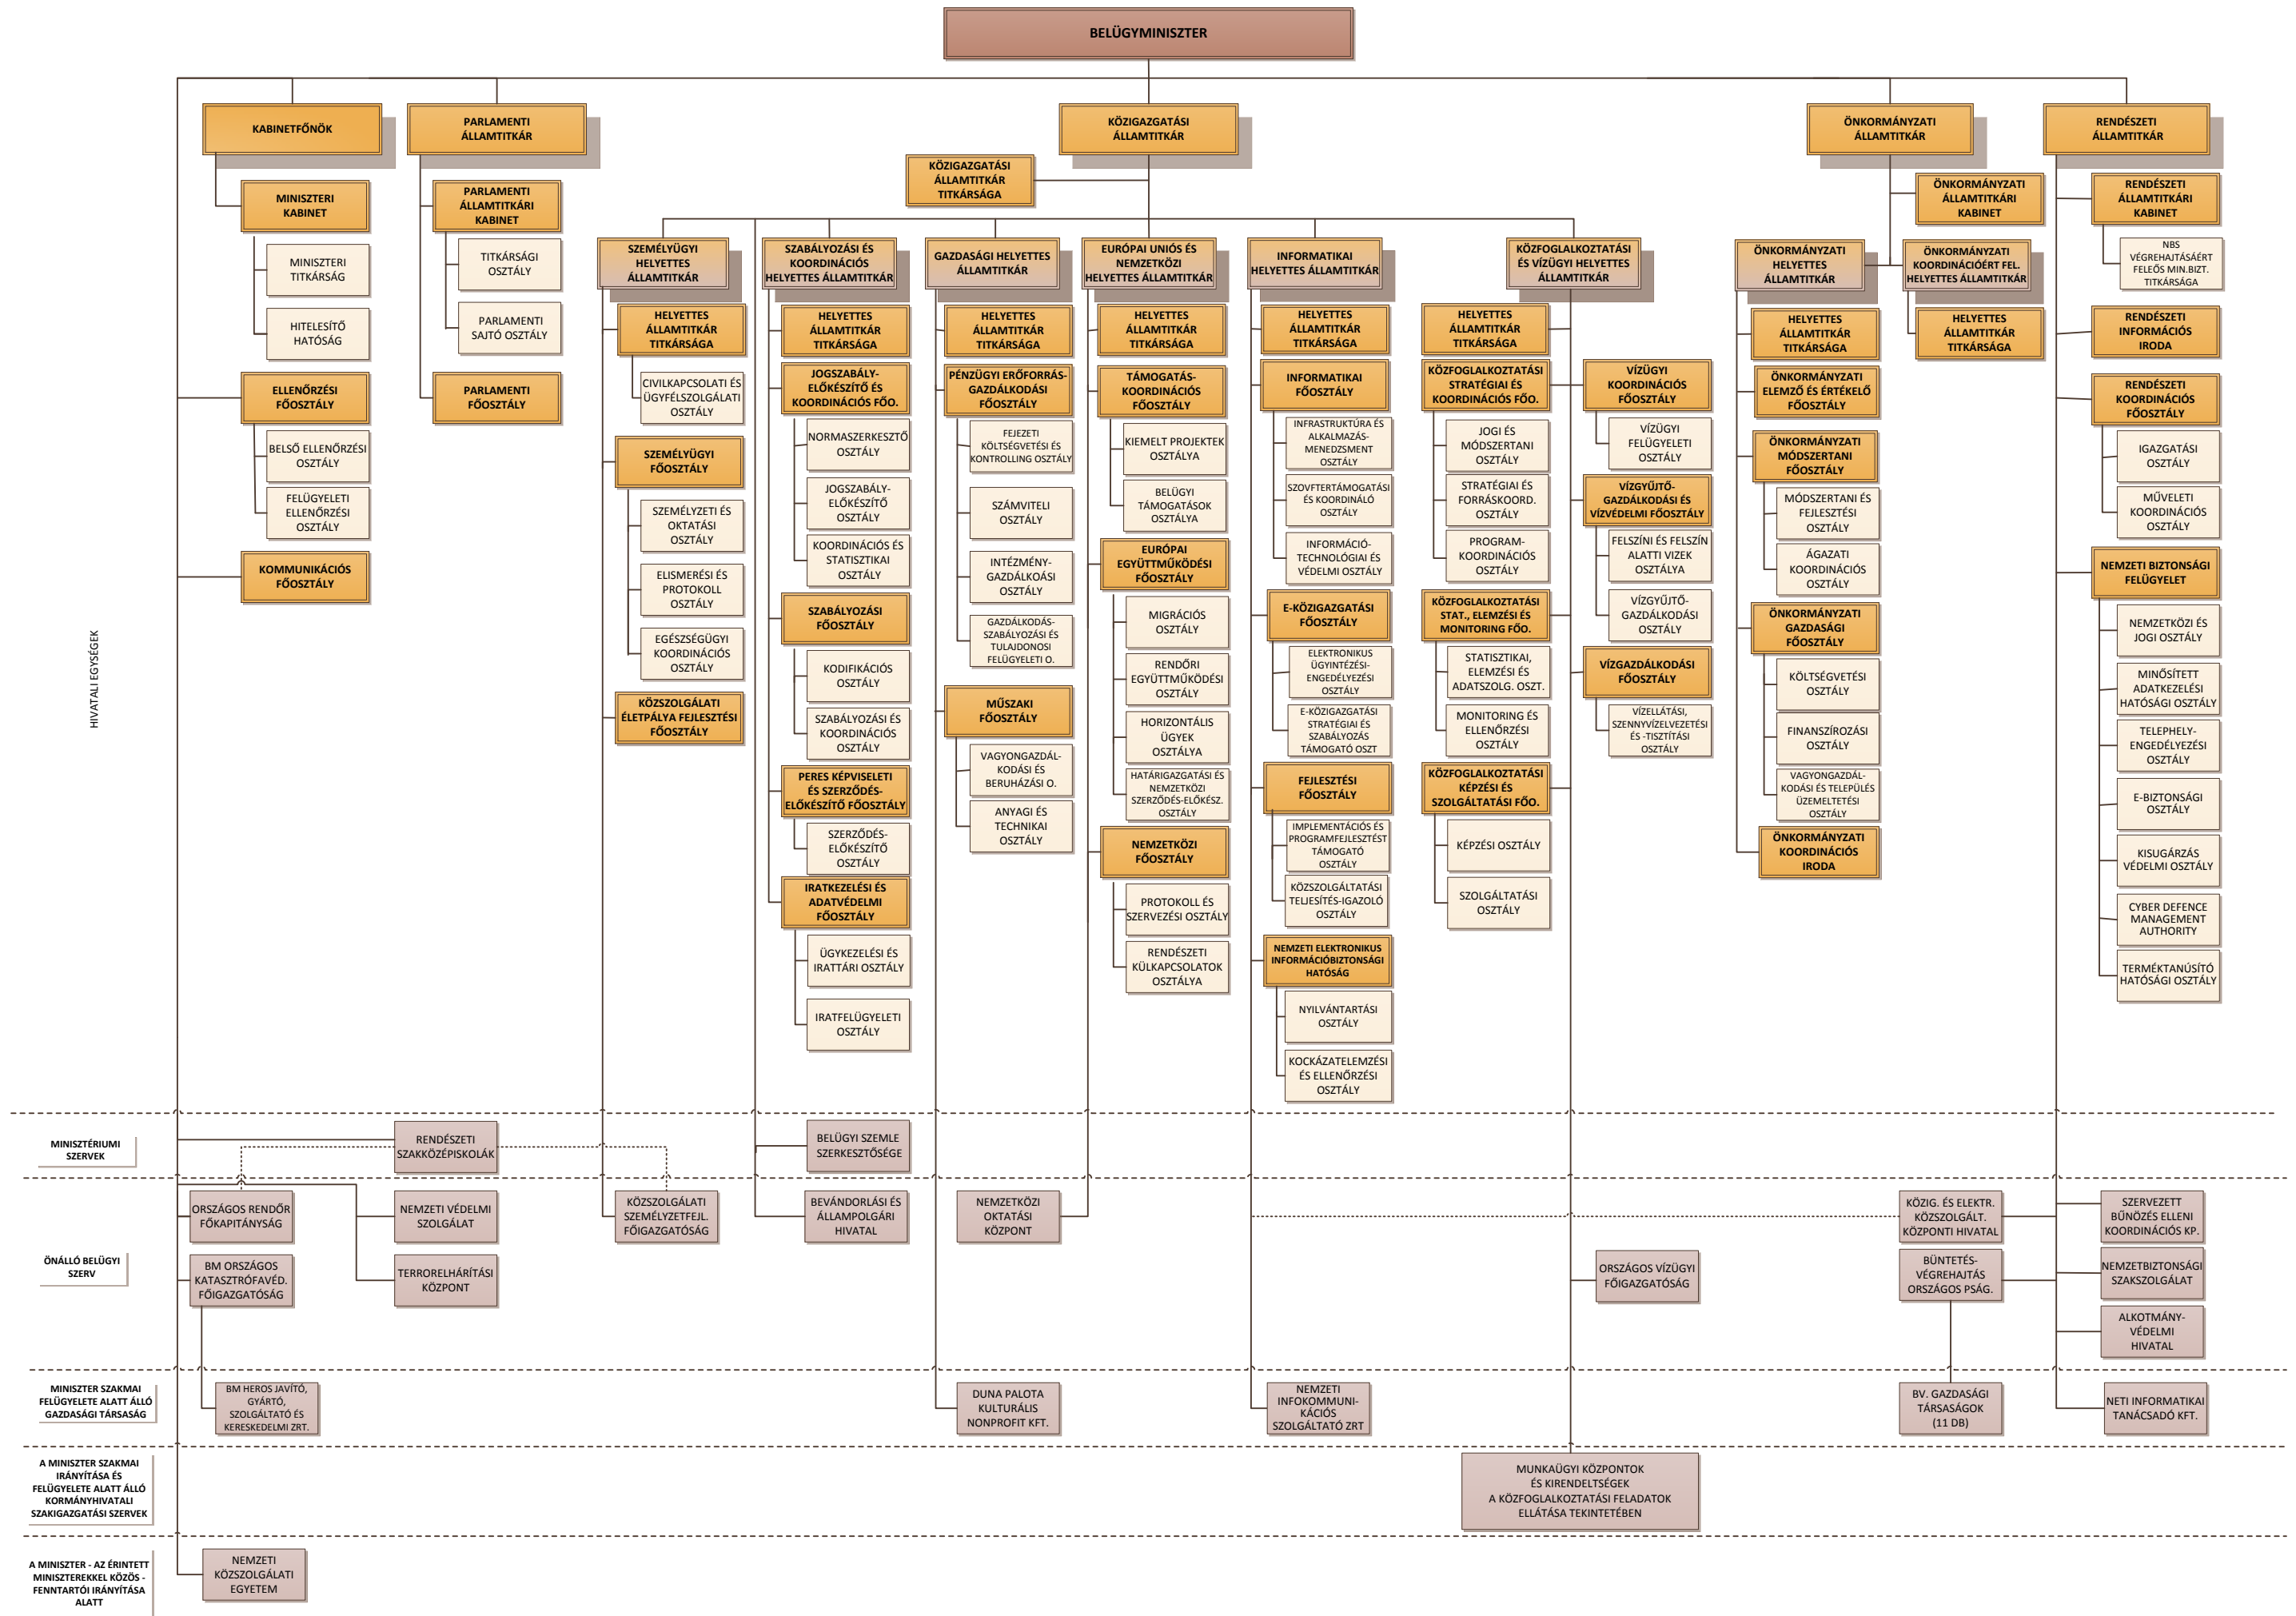 BELÜGYMINISZTER
KABINETFŐNÖK
PARLAMENTI
ÁLLAMTITKÁR
KÖZIGAZGATÁSI
ÁLLAMTITKÁR
ÖNKORMÁNYZATI
ÁLLAMTITKÁR
RENDÉSZETI
ÁLLAMTITKÁR
KÖZIGAZGATÁSI
ÁLLAMTITKÁR
TITKÁRSÁGA
MINISZTERI
KABINET
MINISZTERI
TITKÁRSÁG
HITELESÍTŐ
HATÓSÁG
ELLENŐRZÉSI
FŐOSZTÁLY
BELSŐ ELLENŐRZÉSI
OSZTÁLY
FELÜGYELETI
ELLENŐRZÉSI
OSZTÁLY
KOMMUNIKÁCIÓS
FŐOSZTÁLY
PARLAMENTI
ÁLLAMTITKÁRI
KABINET
TITKÁRSÁGI
OSZTÁLY
PARLAMENTI
SAJTÓ OSZTÁLY
PARLAMENTI
FŐOSZTÁLY
SZEMÉLYÜGYI
HELYETTES
ÁLLAMTITKÁR
HELYETTES
ÁLLAMTITKÁR
TITKÁRSÁGA
CIVILKAPCSOLATI ÉS
ÜGYFÉLSZOLGÁLATI
OSZTÁLY
SZEMÉLYÜGYI
FŐOSZTÁLY
SZEMÉLYZETI ÉS
OKTATÁSI
OSZTÁLY
ELISMERÉSI ÉS
PROTOKOLL
OSZTÁLY
EGÉSZSÉGÜGYI
KOORDINÁCIÓS
OSZTÁLY
KÖZSZOLGÁLATI
ÉLETPÁLYA FEJLESZTÉSI
FŐOSZTÁLY
SZABÁLYOZÁSI ÉS
KOORDINÁCIÓS
HELYETTES ÁLLAMTITKÁR
HELYETTES
ÁLLAMTITKÁR
TITKÁRSÁGA
JOGSZABÁLY-
ELŐKÉSZÍTŐ ÉS
KOORDINÁCIÓS FŐO.
NORMASZERKESZTŐ
OSZTÁLY
JOGSZABÁLY-
ELŐKÉSZÍTŐ
OSZTÁLY
KOORDINÁCIÓS ÉS
STATISZTIKAI
OSZTÁLY
SZABÁLYOZÁSI
FŐOSZTÁLY
KODIFIKÁCIÓS
OSZTÁLY
SZABÁLYOZÁSI ÉS
KOORDINÁCIÓS
OSZTÁLY
PERES KÉPVISELETI
ÉS SZERZŐDÉS-
ELŐKÉSZÍTŐ FŐOSZTÁLY
SZERZŐDÉS-
ELŐKÉSZÍTŐ
OSZTÁLY
IRATKEZELÉSI ÉS
ADATVÉDELMI
FŐOSZTÁLY
ÜGYKEZELÉSI ÉS
IRATTÁRI OSZTÁLY
IRATFELÜGYELETI
OSZTÁLY
GAZDASÁGI HELYETTES
ÁLLAMTITKÁR
HELYETTES
ÁLLAMTITKÁR
TITKÁRSÁGA
PÉNZÜGYI ERŐFORRÁS-
GAZDÁLKODÁSI
FŐOSZTÁLY
FEJEZETI
KÖLTSÉGVETÉSI ÉS
KONTROLLING OSZTÁLY
SZÁMVITELI
OSZTÁLY
INTÉZMÉNY-
GAZDÁLKOÁSI
OSZTÁLY
GAZDÁLKODÁS-
SZABÁLYOZÁSI ÉS
TULAJDONOSI
FELÜGYELETI O.
MŰSZAKI
FŐOSZTÁLY
VAGYONGAZDÁL-
KODÁSI ÉS
BERUHÁZÁSI O.
ANYAGI ÉS
TECHNIKAI
OSZTÁLY
EURÓPAI UNIÓS ÉS
NEMZETKÖZI
HELYETTES ÁLLAMTITKÁR
HELYETTES
ÁLLAMTITKÁR
TITKÁRSÁGA
TÁMOGATÁS-
KOORDINÁCIÓS
FŐOSZTÁLY
KIEMELT PROJEKTEK
OSZTÁLYA
BELÜGYI
TÁMOGATÁSOK
OSZTÁLYA
EURÓPAI
EGYÜTTMŰKÖDÉSI
FŐOSZTÁLY
MIGRÁCIÓS
OSZTÁLY
RENDŐRI
EGYÜTTMŰKÖDÉSI
OSZTÁLY
HORIZONTÁLIS
ÜGYEK
OSZTÁLYA
HATÁRIGAZGATÁSI ÉS
NEMZETKÖZI
SZERZŐDÉS-ELŐKÉSZ.
OSZTÁLY
NEMZETKÖZI
FŐOSZTÁLY
PROTOKOLL ÉS
SZERVEZÉSI OSZTÁLY
RENDÉSZETI
KÜLKAPCSOLATOK
OSZTÁLYA
INFORMATIKAI
HELYETTES ÁLLAMTITKÁR
HELYETTES
ÁLLAMTITKÁR
TITKÁRSÁGA
INFORMATIKAI
FŐOSZTÁLY
INFRASTRUKTÚRA ÉS
ALKALMAZÁS-
MENEDZSMENT
OSZTÁLY
SZOVFTERTÁMOGATÁSI
ÉS KOORDINÁLÓ
OSZTÁLY
INFORMÁCIÓ-
TECHNOLÓGIAI ÉS
VÉDELMI OSZTÁLY
E-KÖZIGAZGATÁSI
FŐOSZTÁLY
ELEKTRONIKUS
ÜGYINTÉZÉSI-
ENGEDÉLYEZÉSI
OSZTÁLY
E-KÖZIGAZGATÁSI
STRATÉGIAI ÉS
SZABÁLYOZÁS
TÁMOGATÓ OSZT
FEJLESZTÉSI
FŐOSZTÁLY
IMPLEMENTÁCIÓS ÉS
PROGRAMFEJLESZTÉST
TÁMOGATÓ
OSZTÁLY
KÖZSZOLGÁLTATÁSI
TELJESÍTÉS-IGAZOLÓ
OSZTÁLY
NEMZETI ELEKTRONIKUS
INFORMÁCIÓBIZTONSÁGI
HATÓSÁG
NYILVÁNTARTÁSI
OSZTÁLY
KOCKÁZATELEMZÉSI
ÉS ELLENŐRZÉSI
OSZTÁLY
KÖZFOGLALKOZTATÁSI
ÉS VÍZÜGYI HELYETTES
ÁLLAMTIKÁR
HELYETTES
ÁLLAMTITKÁR
TITKÁRSÁGA
KÖZFOGLALKOZTATÁSI
STRATÉGIAI ÉS
KOORDINÁCIÓS FŐO.
JOGI ÉS
MÓDSZERTANI
OSZTÁLY
STRATÉGIAI ÉS
FORRÁSKOORD.
OSZTÁLY
PROGRAM-
KOORDINÁCIÓS
OSZTÁLY
KÖZFOGLALKOZTATÁSI
STAT., ELEMZÉSI ÉS
MONITORING FŐO.
STATISZTIKAI,
ELEMZÉSI ÉS
ADATSZOLG. OSZT.
MONITORING ÉS
ELLENŐRZÉSI
OSZTÁLY
KÖZFOGLALKOZTATÁSI
KÉPZÉSI ÉS
SZOLGÁLTATÁSI FŐO.
KÉPZÉSI OSZTÁLY
SZOLGÁLTATÁSI
OSZTÁLY
VÍZÜGYI
KOORDINÁCIÓS
FŐOSZTÁLY
VÍZÜGYI
FELÜGYELETI
OSZTÁLY
VÍZGYŰJTŐ-
GAZDÁLKODÁSI ÉS
VÍZVÉDELMI FŐOSZTÁLY
FELSZÍNI ÉS FELSZÍN
ALATTI VIZEK
OSZTÁLYA
VÍZGYŰJTŐ-
GAZDÁLKODÁSI
OSZTÁLY
VÍZGAZDÁLKODÁSI
FŐOSZTÁLY
VÍZELLÁTÁSI,
SZENNYVÍZELVEZETÉSI
ÉS -TISZTÍTÁSI
OSZTÁLY
ÖNKORMÁNYZATI
ÁLLAMTITKÁRI
KABINET
ÖNKORMÁNYZATI
HELYETTES
ÁLLAMTITKÁR
HELYETTES
ÁLLAMTITKÁR
TITKÁRSÁGA
ÖNKORMÁNYZATI
ELEMZŐ ÉS ÉRTÉKELŐ
FŐOSZTÁLY
ÖNKORMÁNYZATI
MÓDSZERTANI
FŐOSZTÁLY
MÓDSZERTANI ÉS
FEJLESZTÉSI
OSZTÁLY
ÁGAZATI
KOORDINÁCIÓS
OSZTÁLY
ÖNKORMÁNYZATI
GAZDASÁGI
FŐOSZTÁLY
KÖLTSÉGVETÉSI
OSZTÁLY
FINANSZÍROZÁSI
OSZTÁLY
VAGYONGAZDÁL-
KODÁSI ÉS TELEPÜLÉS
ÜZEMELTETÉSI
OSZTÁLY
ÖNKORMÁNYZATI
KOORDINÁCIÓS
IRODA
ÖNKORMÁNYZATI
KOORDINÁCIÓÉRT FEL.
HELYETTES ÁLLAMTITKÁR
HELYETTES
ÁLLAMTITKÁR
TITKÁRSÁGA
RENDÉSZETI
ÁLLAMTITKÁRI
KABINET
NBS
VÉGREHAJTÁSÁÉRT
FELEŐS MIN.BIZT.
TITKÁRSÁGA
RENDÉSZETI
INFORMÁCIÓS
IRODA
RENDÉSZETI
KOORDINÁCIÓS
FŐOSZTÁLY
IGAZGATÁSI
OSZTÁLY
MŰVELETI
KOORDINÁCIÓS
OSZTÁLY
NEMZETI BIZTONSÁGI
FELÜGYELET
NEMZETKÖZI ÉS
JOGI OSZTÁLY
MINŐSÍTETT
ADATKEZELÉSI
HATÓSÁGI OSZTÁLY
TELEPHELY-
ENGEDÉLYEZÉSI
OSZTÁLY
E-BIZTONSÁGI
OSZTÁLY
KISUGÁRZÁS
VÉDELMI OSZTÁLY
CYBER DEFENCE
MANAGEMENT
AUTHORITY
TERMÉKTANÚSÍTÓ
HATÓSÁGI OSZTÁLY
HIVATALI EGYSÉGEK
MINISZTÉRIUMI
SZERVEK
RENDÉSZETI
SZAKKÖZÉPISKOLÁK
BELÜGYI SZEMLE
SZERKESZTŐSÉGE
ÖNÁLLÓ BELÜGYI
SZERV
ORSZÁGOS RENDŐR
FŐKAPITÁNYSÁG
NEMZETI VÉDELMI
SZOLGÁLAT
KÖZSZOLGÁLATI
SZEMÉLYZETFEJL.
FŐIGAZGATÓSÁG
BEVÁNDORLÁSI ÉS
ÁLLAMPOLGÁRI
HIVATAL
NEMZETKÖZI
OKTATÁSI
KÖZPONT
KÖZIG. ÉS ELEKTR.
KÖZSZOLGÁLT.
KÖZPONTI HIVATAL
SZERVEZETT
BŰNÖZÉS ELLENI
KOORDINÁCIÓS KP.
BM ORSZÁGOS
KATASZTRÓFAVÉD.
FŐIGAZGATÓSÁG
TERRORELHÁRÍTÁSI
KÖZPONT
ORSZÁGOS VÍZÜGYI
FŐIGAZGATÓSÁG
BÜNTETÉS-
VÉGREHAJTÁS
ORSZÁGOS PSÁG.
NEMZETBIZTONSÁGI
SZAKSZOLGÁLAT
ALKOTMÁNY-
VÉDELMI
HIVATAL
MINISZTER SZAKMAI
FELÜGYELETE ALATT ÁLLÓ
GAZDASÁGI TÁRSASÁG
BM HEROS JAVÍTÓ,
GYÁRTÓ,
SZOLGÁLTATÓ ÉS
KERESKEDELMI ZRT.
DUNA PALOTA
KULTURÁLIS
NONPROFIT KFT.
NEMZETI
INFOKOMMUNI-
KÁCIÓS
SZOLGÁLTATÓ ZRT
BV. GAZDASÁGI
TÁRSASÁGOK
(11 DB)
NETI INFORMATIKAI
TANÁCSADÓ KFT.
A MINISZTER SZAKMAI
IRÁNYÍTÁSA ÉS
FELÜGYELETE ALATT ÁLLÓ
KORMÁNYHIVATALI
SZAKIGAZGATÁSI SZERVEK
MUNKAÜGYI KÖZPONTOK
ÉS KIRENDELTSÉGEK
A KÖZFOGLALKOZTATÁSI FELADATOK
ELLÁTÁSA TEKINTETÉBEN
A MINISZTER - AZ ÉRINTETT
MINISZTEREKKEL KÖZÖS -
FENNTARTÓI IRÁNYÍTÁSA
ALATT
NEMZETI
KÖZSZOLGÁLATI
EGYETEM